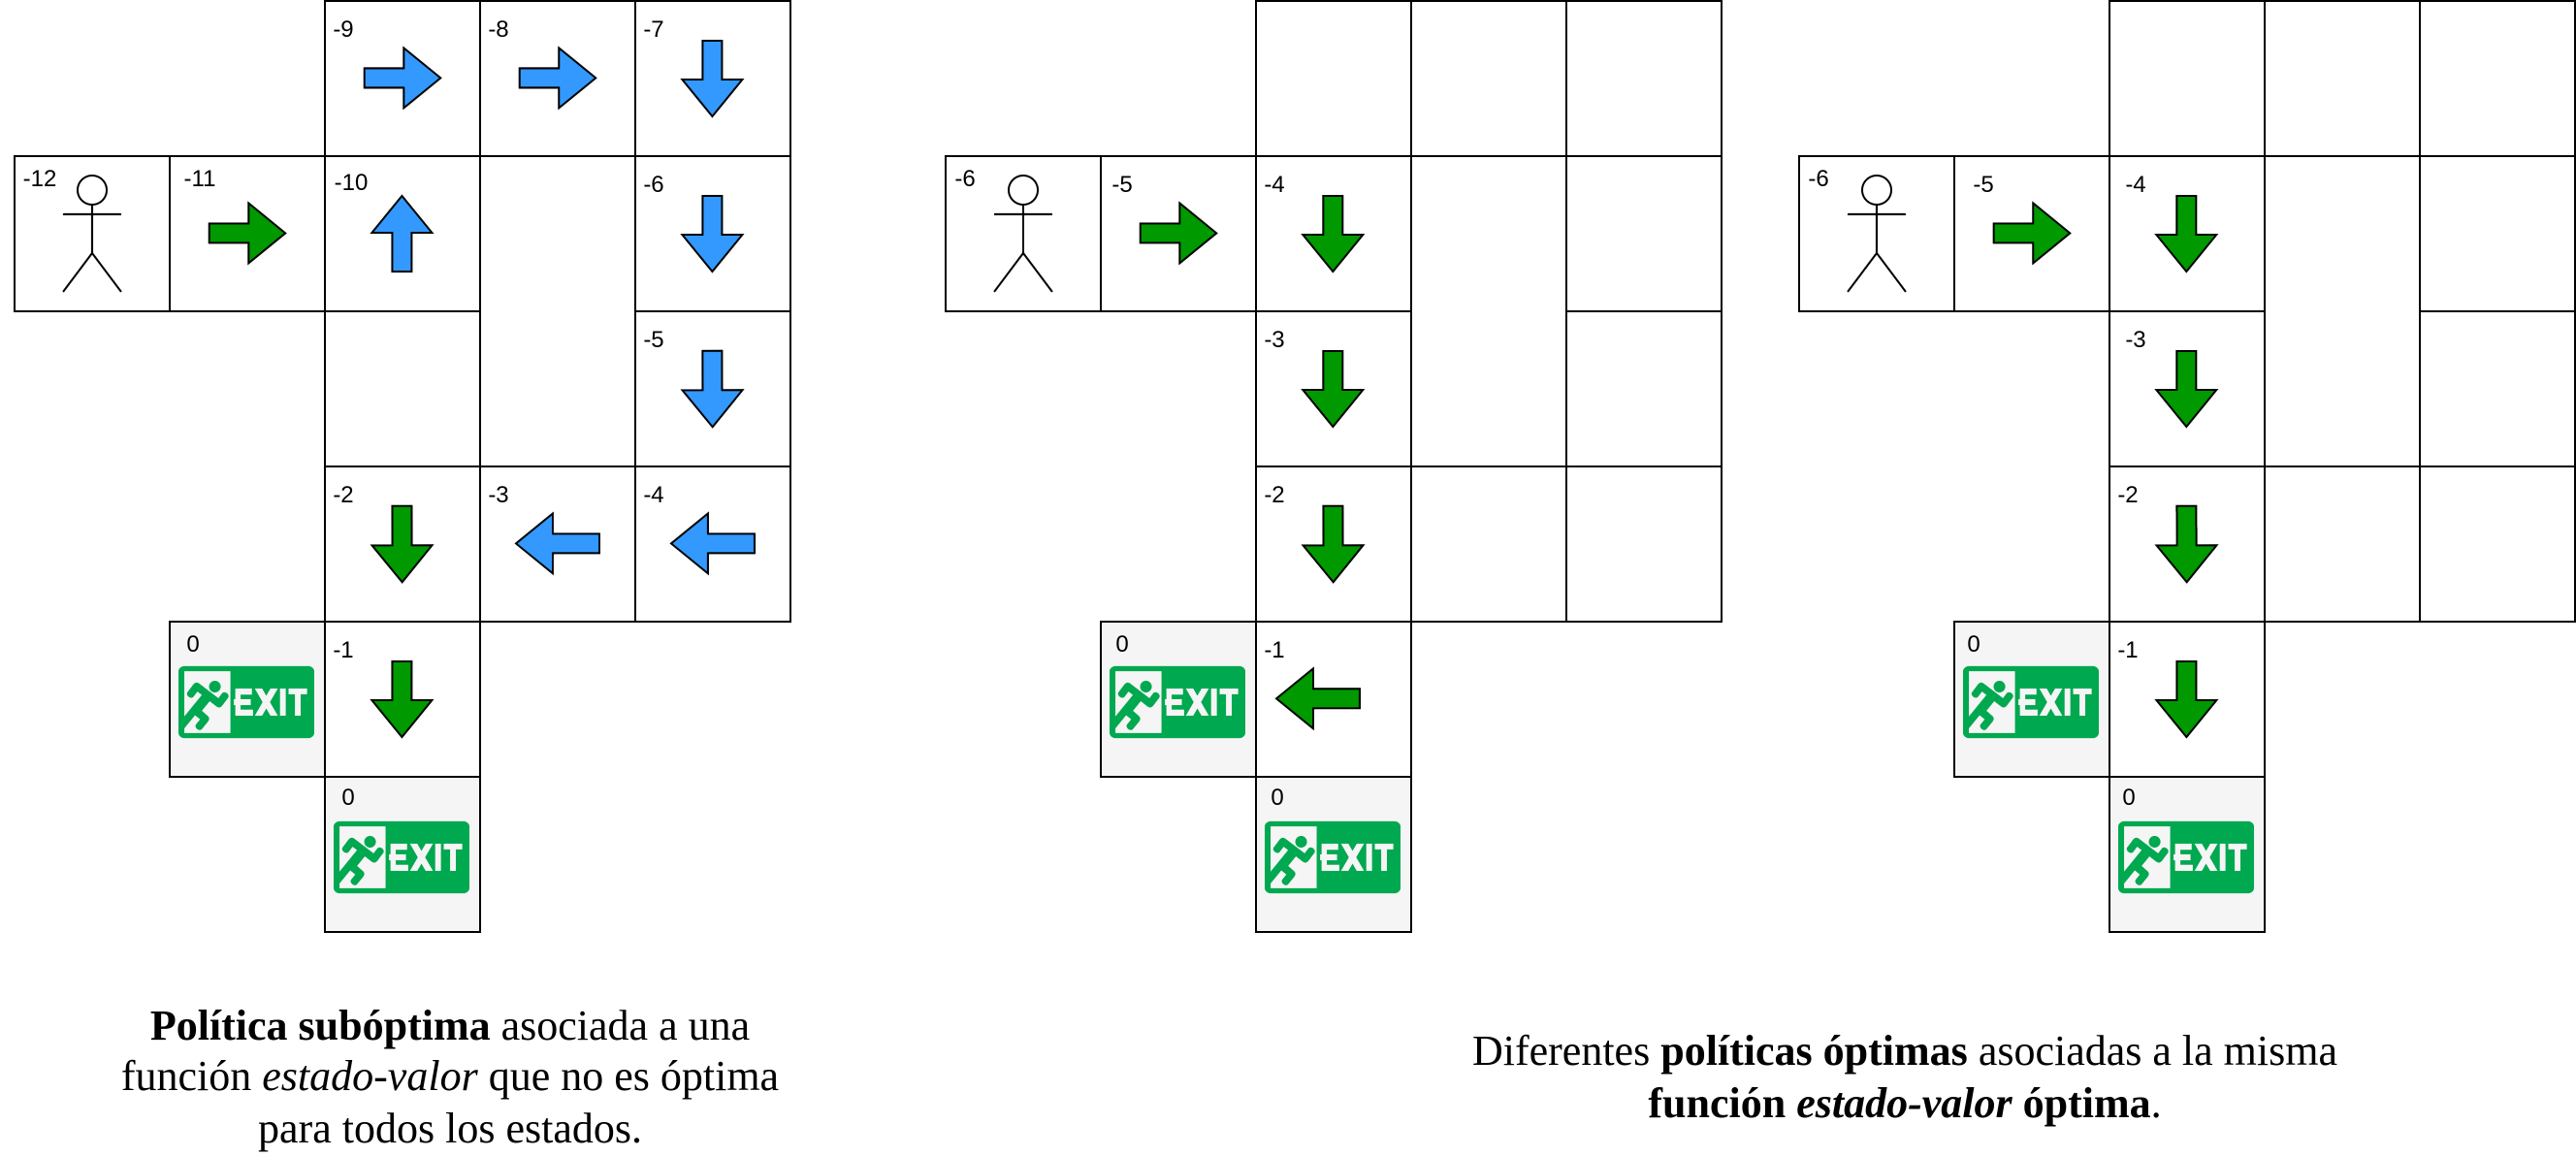 -9 -8 -7
-12 -11 -10 -6 -6 -5 -4 -6 -5 -4
-5 -3 -3
-2 -3 -4 -2 -2
0 -1 0 -1 0 -1
EXIT EXIT EXIT
0 0 0
EXIT EXIT EXIT
Política subóptima asociada a una
función estado-valor que no es óptima
para todos los estados.
Diferentes políticas óptimas asociadas a la misma
función estado-valor óptima.